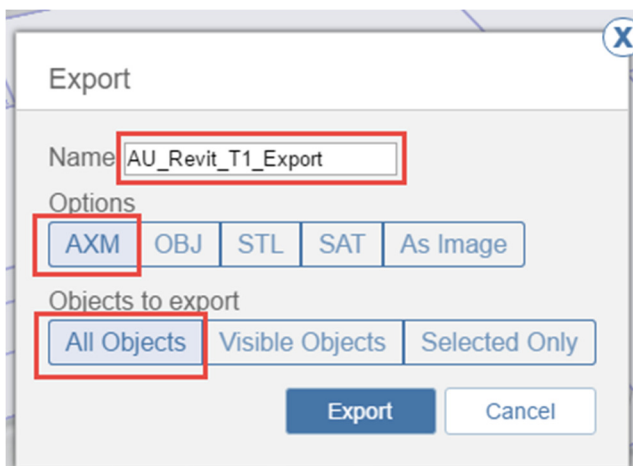 X
Export
Name AU_Revit_T1_Export
Options
AXM OBJ STL SAT As Image
Objects to export
All Objects Visible Objects Selected Only
Export Cancel